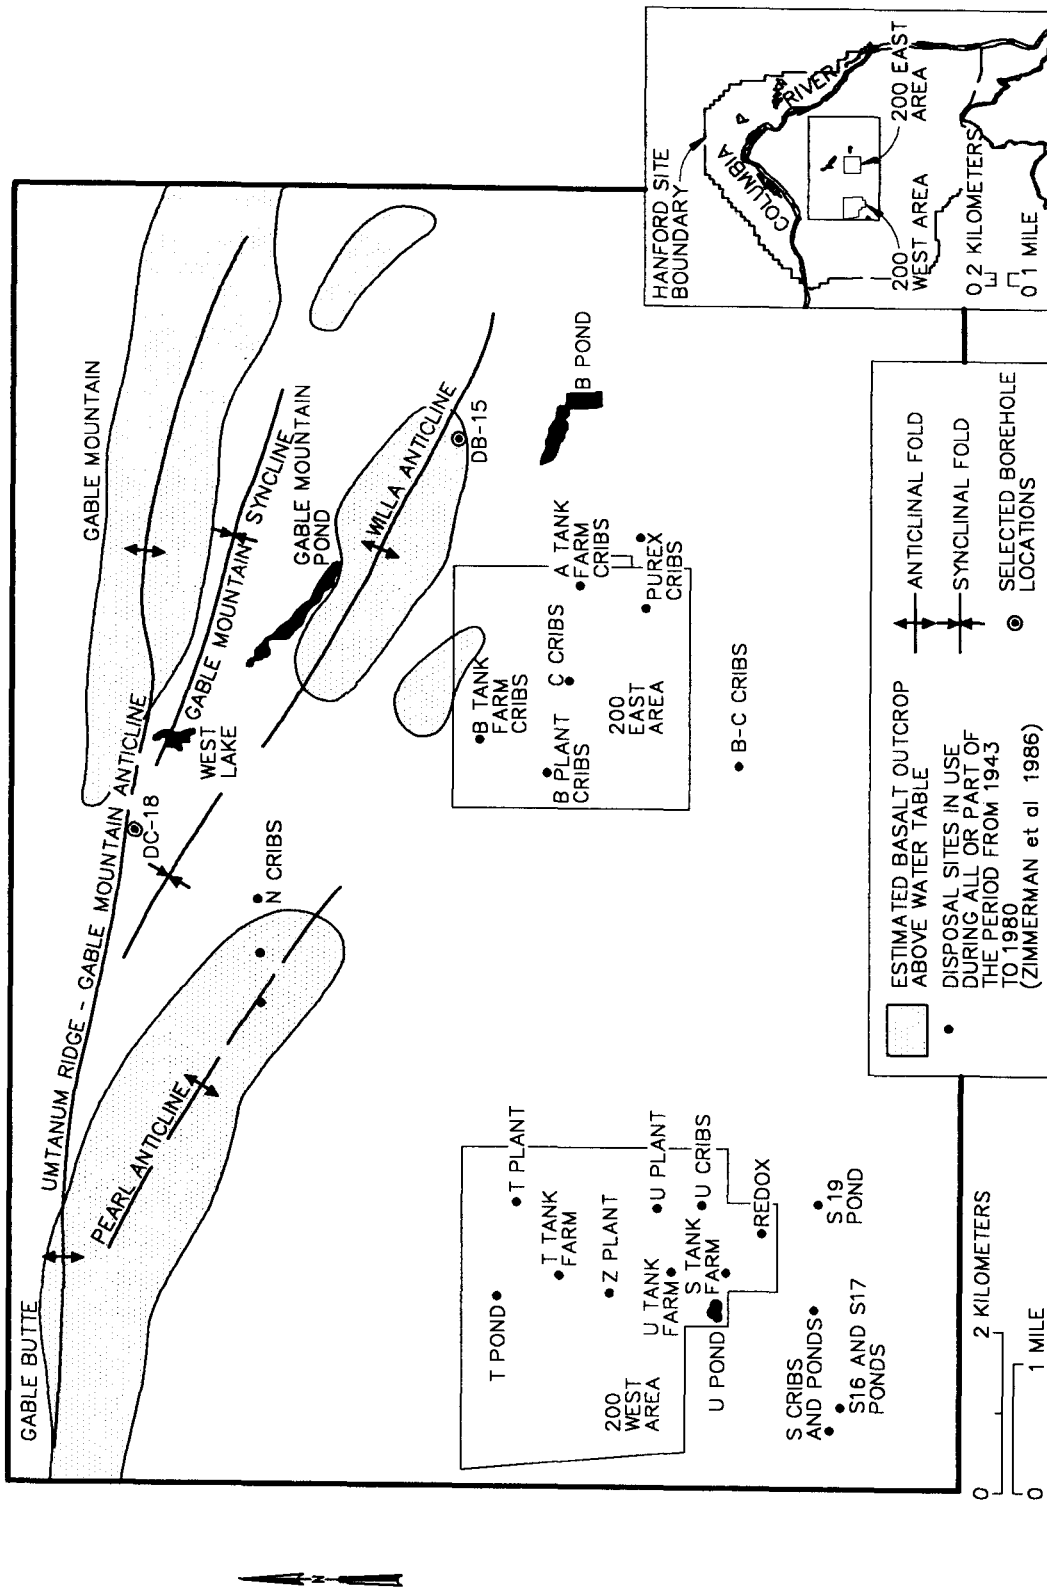 GABLE BUTTE
UMTANUM RIDGE - GABLE MOUNTAIN ANTICLINE
PEARL ANTICLINE
GABLE MOUNTAIN
DC-18
WEST
LAKE
GABLE MOUNTAIN SYNCLINE
GABLE MOUNTAIN
POND
N CRIBS
WILLA ANTICLINE
DB-15
B POND
T POND
T PLANT
T TANK
FARM
Z PLANT
U TANK
FARM
U PLANT
S TANK
FARM
U CRIBS
200
WEST
AREA
U POND
REDOX
S CRIBS
AND PONDS
S 19
POND
S16 AND S17
PONDS
B TANK
FARM
CRIBS
B PLANT
CRIBS
C CRIBS
A TANK
FARM
CRIBS
200
EAST
AREA
PUREX
CRIBS
B-C CRIBS
N
0
2 KILOMETERS
0
1 MILE
ESTIMATED BASALT OUTCROP
ABOVE WATER TABLE
DISPOSAL SITES IN USE
DURING ALL OR PART OF
THE PERIOD FROM 1943
TO 1980
(ZIMMERMAN et al 1986)
ANTICLINAL FOLD
SYNCLINAL FOLD
SELECTED BOREHOLE
LOCATIONS
HANFORD SITE
BOUNDARY
COLUMBIA
RIVER
200
WEST AREA
200 EAST
AREA
0 2 KILOMETERS
0 1 MILE